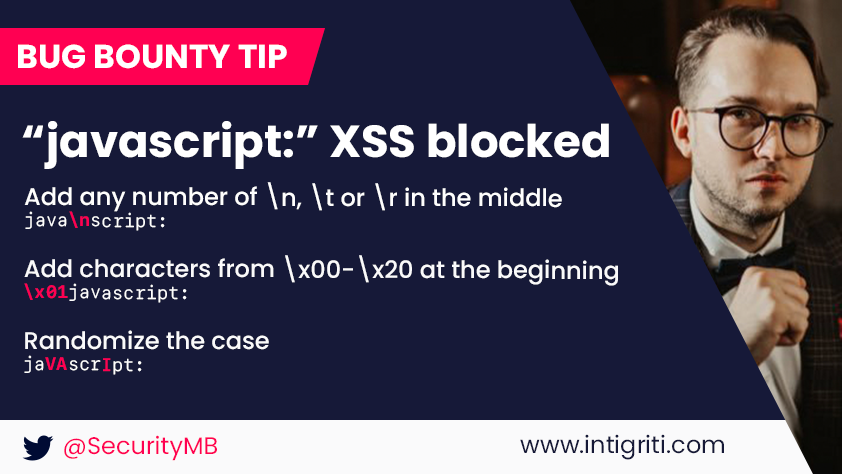 BUG BOUNTY TIP
“javascript:” XSS blocked
Add any number of \n, \t or \r in the middle
java\nscript:
Add characters from \x00-\x20 at the beginning
\x01javascript:
Randomize the case
jaVAscrIpt:
@SecurityMB
www.intigriti.com